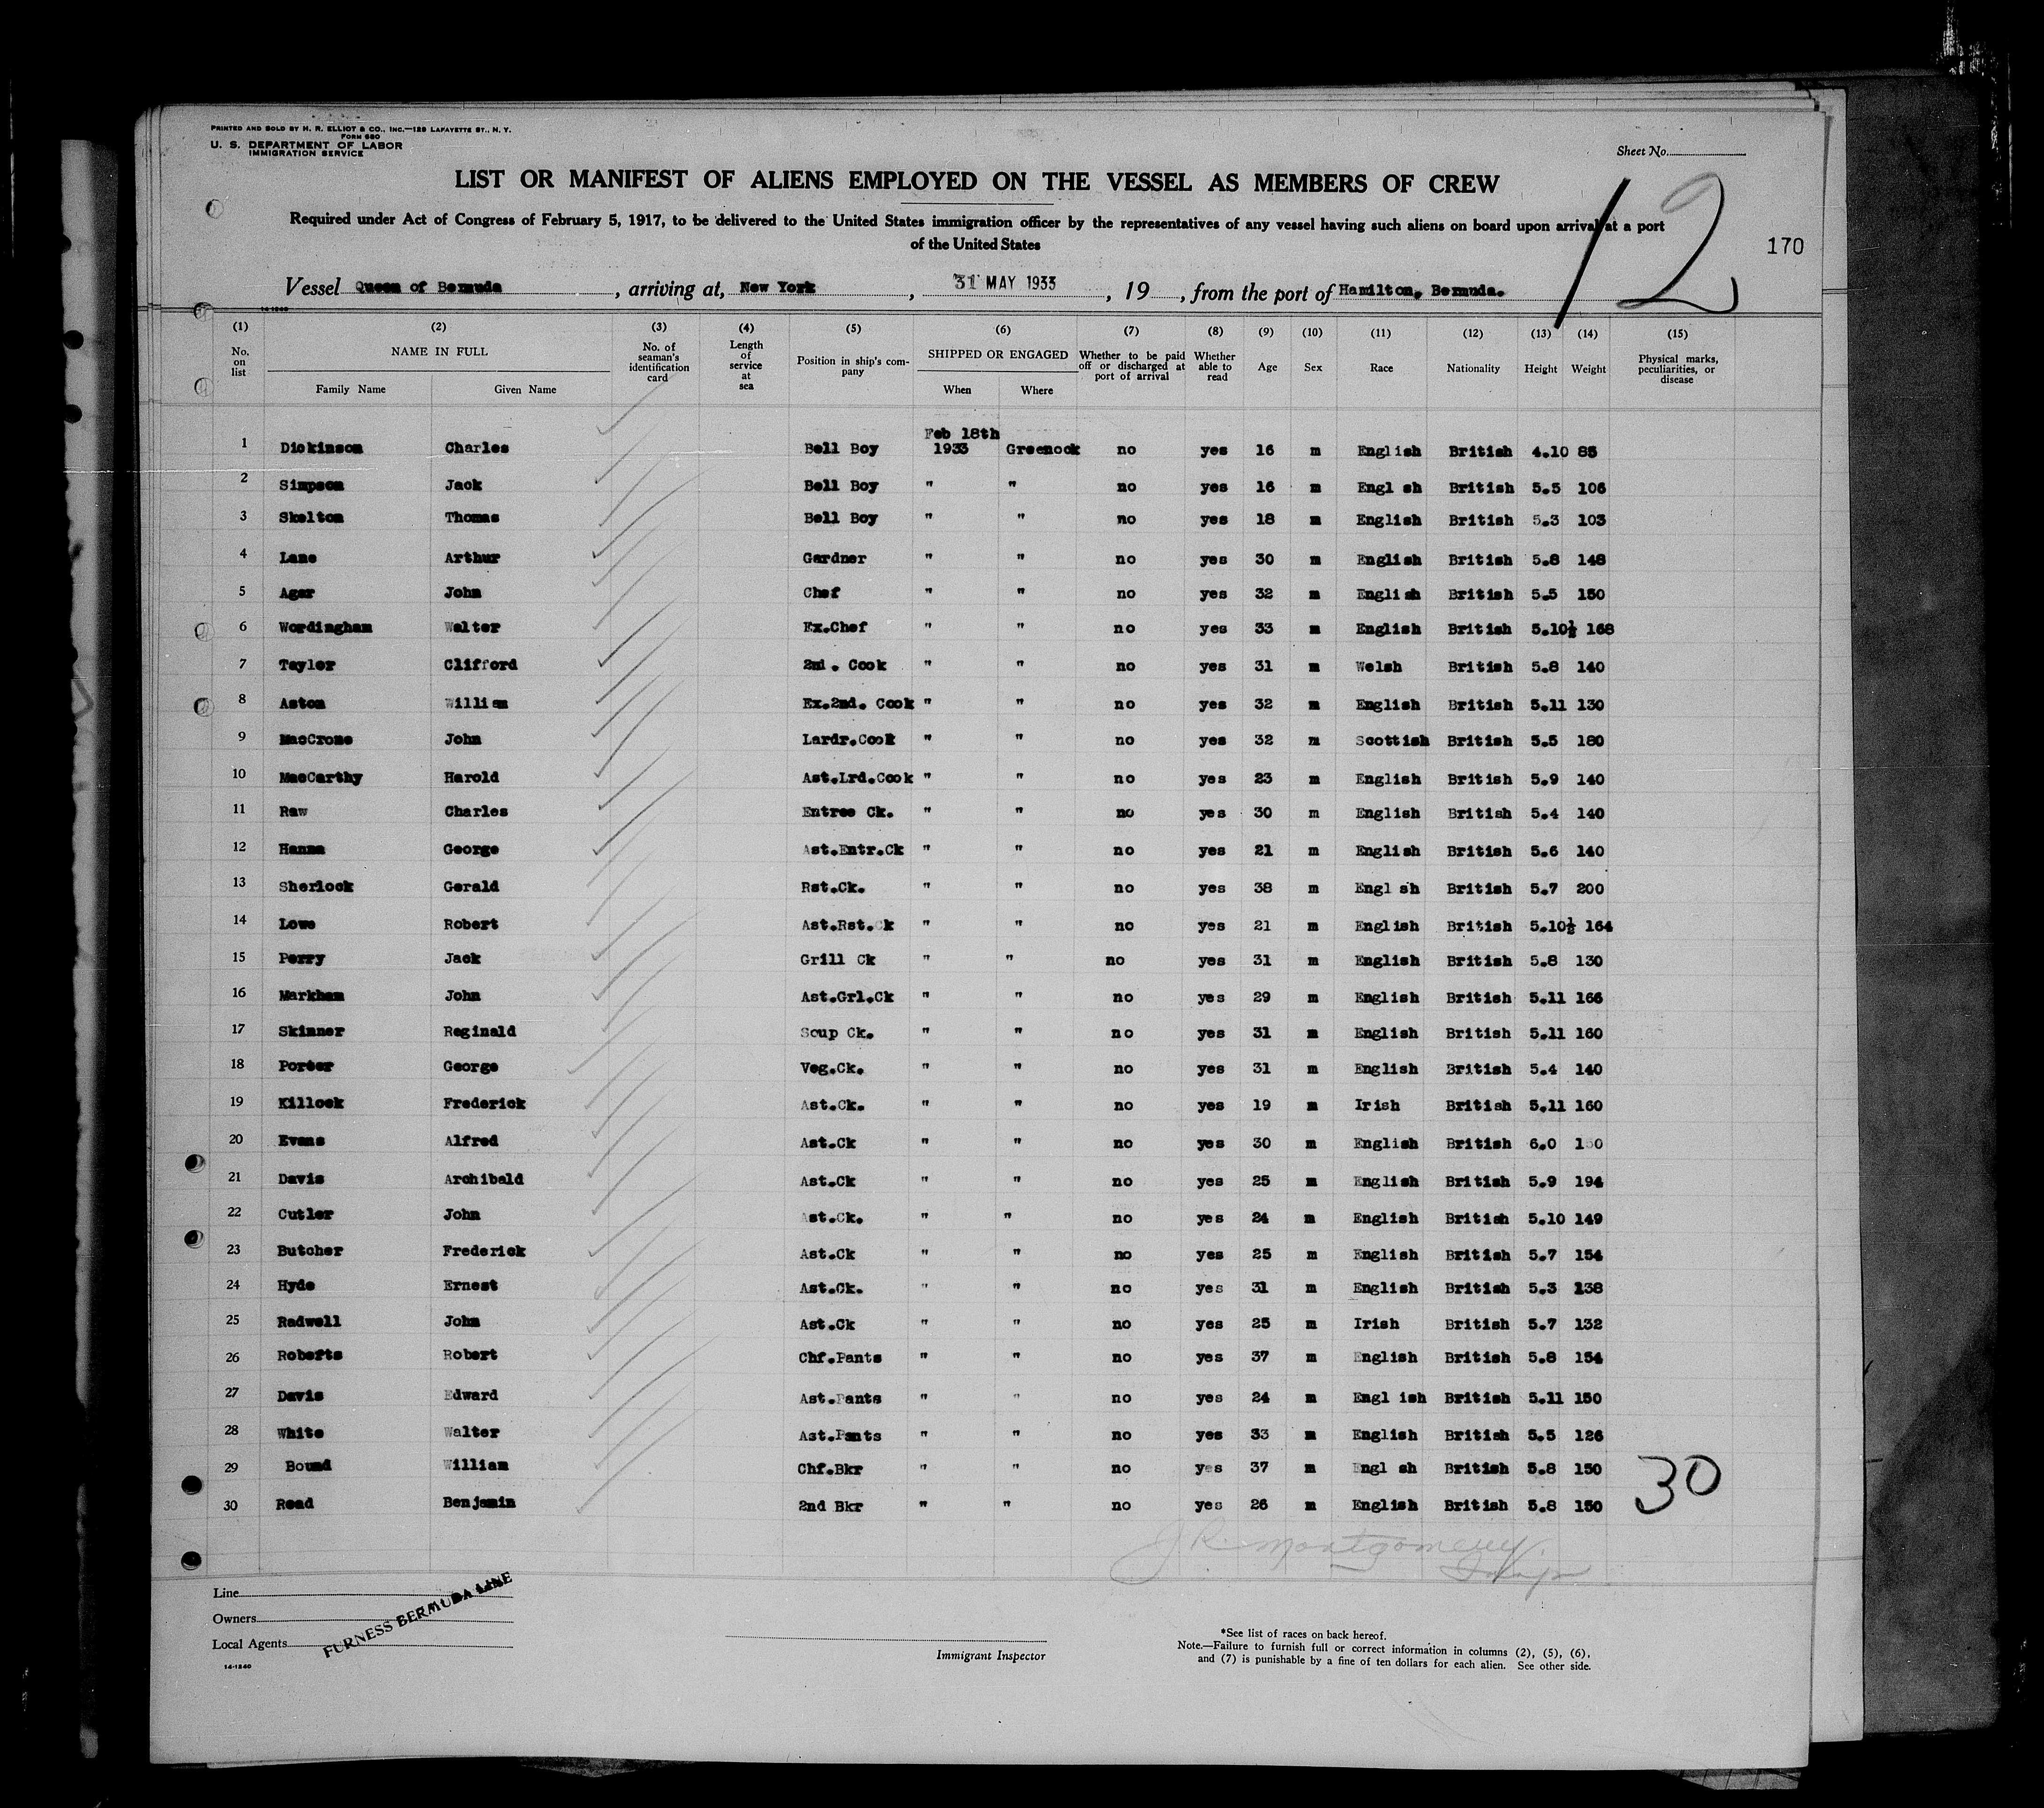 PRINTED AND SOLD BY H. R. ELLIOT & CO., INC.—129 LAFAYETTE ST., N. Y.
FORM 680
U. S. DEPARTMENT OF LABOR
IMMIGRATION SERVICE
Sheet No.
LIST OR MANIFEST OF ALIENS EMPLOYED ON THE VESSEL AS MEMBERS OF CREW
12
Required under Act of Congress of February 5, 1917, to be delivered to the United States immigration officer by the representatives of any vessel having such aliens on board upon arrival at a port
of the United States
170
Vessel Queen of Bermuda, arriving at, New York, 31 MAY 1933, 19, from the port of Hamilton, Bermuda.
14-1240
(1) (2) (3) (4) (5) (6) (7) (8) (9) (10) (11) (12) (13) (14) (15)
No. on list NAME IN FULL Family Name Given Name No. of seaman's identification card Length of service at sea Position in ship's company SHIPPED OR ENGAGED When Where Whether to be paid off or discharged at port of arrival Whether able to read Age Sex Race Nationality Height Weight Physical marks, peculiarities, or disease
Feb 18th
1 Dickinson Charles Bell Boy 1933 Greenock no yes 16 m English British 4.10 85
2 Simpson Jack Bell Boy " " no yes 16 m Engl sh British 5.5 106
3 Skelton Thomas Bell Boy " " no yes 18 m English British 5.3 103
4 Lane Arthur Gardner " " no yes 30 m English British 5.8 148
5 Ager John Chef " " no yes 32 m English British 5.5 150
6 Wordingham Walter Ex.Chef " " no yes 33 m English British 5.10½ 168
7 Tayler Clifford 2nd. Cook " " no yes 31 m Welsh British 5.8 140
8 Aston William Ex.2nd. Cook " " no yes 32 m English British 5.11 130
9 MacCrone John Lardr.Cook " " no yes 32 m Scottish British 5.5 180
10 MacCarthy Harold Ast.Lrd.Cook " " no yes 23 m English British 5.9 140
11 Raw Charles Entree Ck. " " no yes 30 m English British 5.4 140
12 Hanna George Ast.Entr.Ck " " no yes 21 m English British 5.6 140
13 Sherlock Gerald Rst.Ck. " " no yes 38 m Engl sh British 5.7 200
14 Lowe Robert Ast.Rst.Ck " " no yes 21 m English British 5.10½ 164
15 Perry Jack Grill Ck " " no yes 31 m English British 5.8 130
16 Markham John Ast.Grl.Ck " " no yes 29 m English British 5.11 166
17 Skinner Reginald Soup Ck. " " no yes 31 m English British 5.11 160
18 Porter George Veg.Ck. " " no yes 31 m English British 5.4 140
19 Killock Frederick Ast.Ck. " " no yes 19 m Irish British 5.11 160
20 Evans Alfred Ast.Ck " " no yes 30 m English British 6.0
21 Davis Archibald Ast.Ck " " no yes 25 m English British 5.9 194
22 Cutler John Ast.Ck. " " no yes 24 m English British 5.10 149
23 Butcher Frederick Ast.Ck " " no yes 25 m English British 5.7 154
24 Hyde Ernest Ast.Ck. " " no yes 31 m English British 5.3 138
25 Radwell John Ast.Ck " " no yes 25 m Irish British 5.7 132
26 Roberts Robert Chf.Pants " " no yes 37 m English British 5.8 154
27 Davis Edward Ast.Pants " " no yes 24 m Engl ish British 5.11 150
28 White Walter Ast.Pants " " no yes 33 m English British 5.5 126
29 Bound William Chf.Bkr " " no yes 37 m Engl sh British 5.8 150
30 Read Benjamin 2nd Bkr " " no yes 26 m English British 5.8 150
30
J R. Montgomery.
Line
Owners
Local Agents
FURNESS BERMUDA LINE
14-1240
Immigrant Inspector
*See list of races on back hereof.
Note.—Failure to furnish full or correct information in columns (2), (5), (6),
and (7) is punishable by a fine of ten dollars for each alien. See other side.